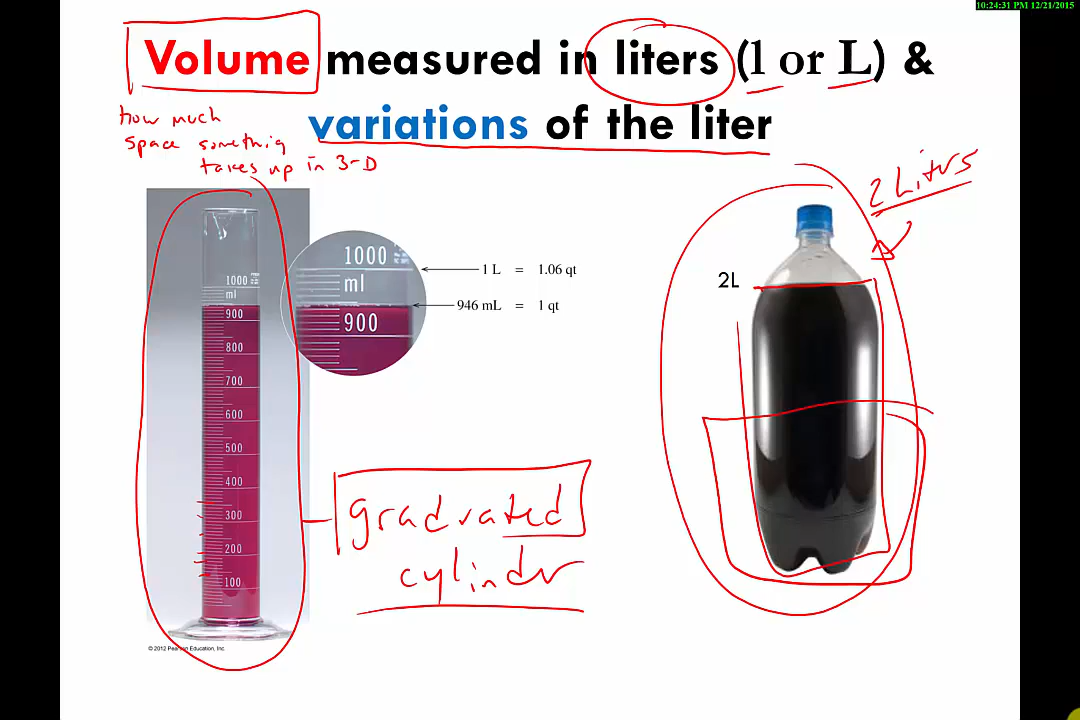 10:24:31 PM 12/21/2015
Volume measured in liters (l or L) &
variations of the liter
how much
space somethig
takes up in 3-D
2 Liters
1000
ml
900
800
700
600
500
400
300
200
100
1000
ml
900
1 L = 1.06 qt
946 mL = 1 qt
2L
graduated
cylinder
© 2012 Pearson Education, Inc.